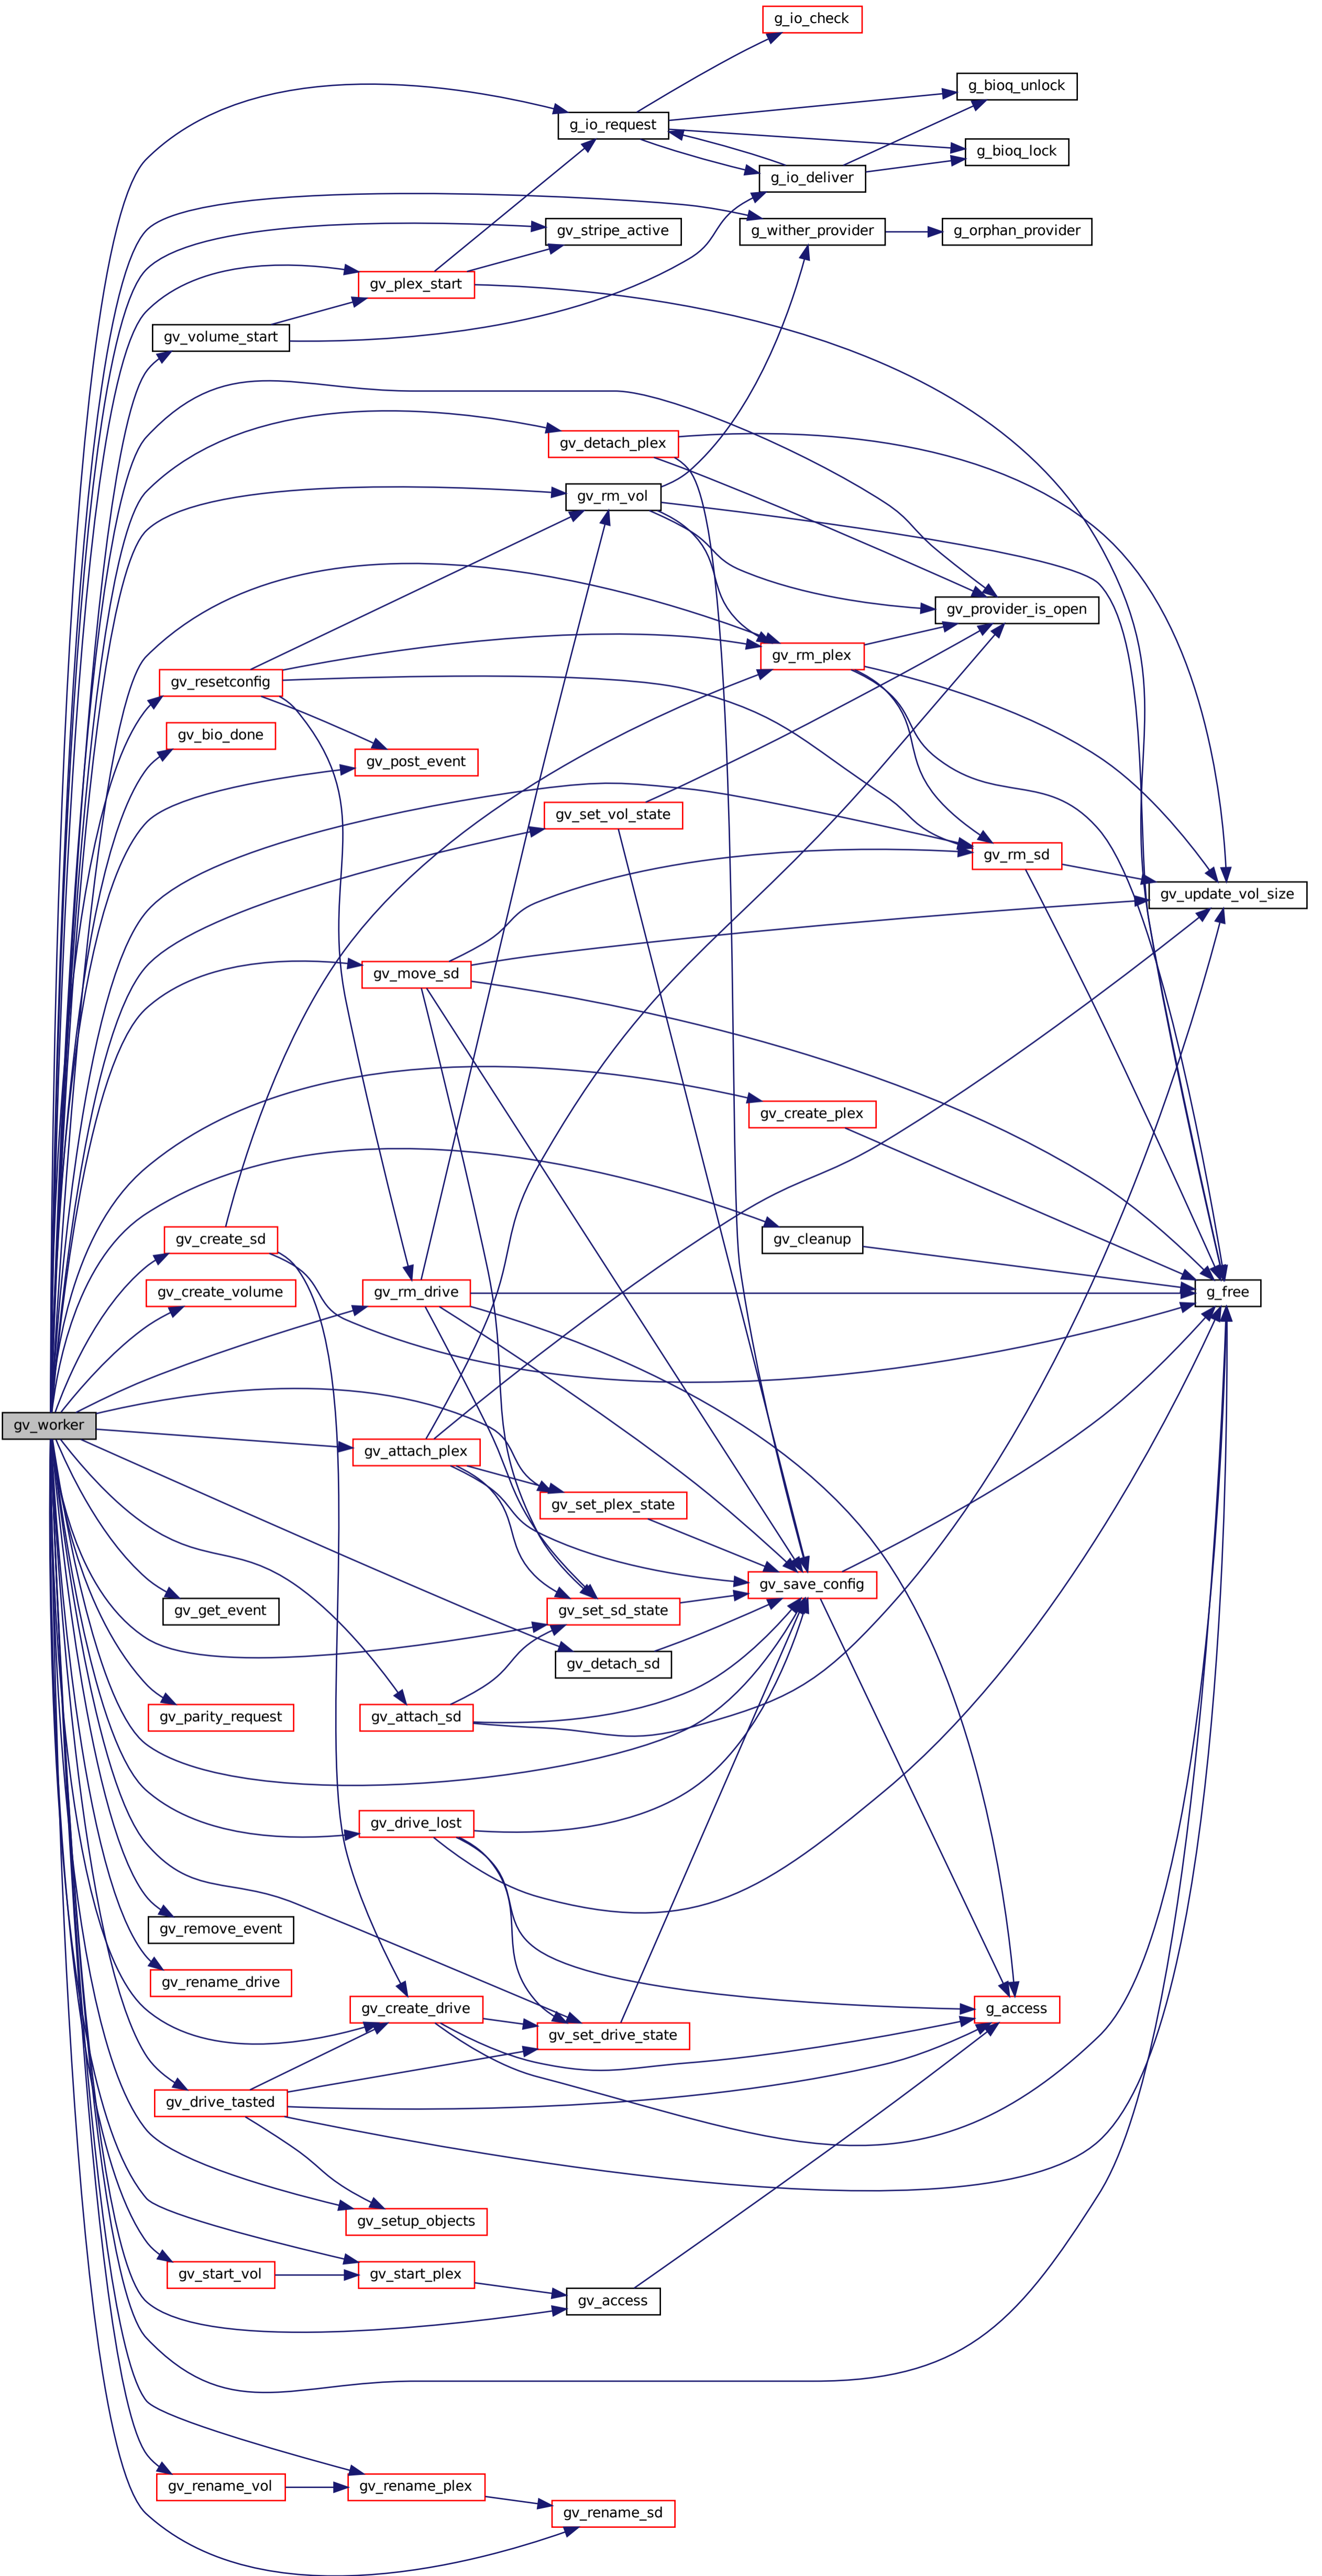 g_io_check
g_bioq_unlock
g_io_request
g_bioq_lock
g_io_deliver
gv_stripe_active
g_wither_provider
g_orphan_provider
gv_plex_start
gv_volume_start
gv_detach_plex
gv_rm_vol
gv_provider_is_open
gv_rm_plex
gv_resetconfig
gv_bio_done
gv_post_event
gv_set_vol_state
gv_rm_sd
gv_update_vol_size
gv_move_sd
gv_create_plex
gv_create_sd
gv_cleanup
gv_create_volume
gv_rm_drive
g_free
gv_worker
gv_attach_plex
gv_set_plex_state
gv_save_config
gv_get_event
gv_set_sd_state
gv_detach_sd
gv_parity_request
gv_attach_sd
gv_drive_lost
gv_remove_event
gv_rename_drive
gv_create_drive
g_access
gv_set_drive_state
gv_drive_tasted
gv_setup_objects
gv_start_vol
gv_start_plex
gv_access
gv_rename_vol
gv_rename_plex
gv_rename_sd